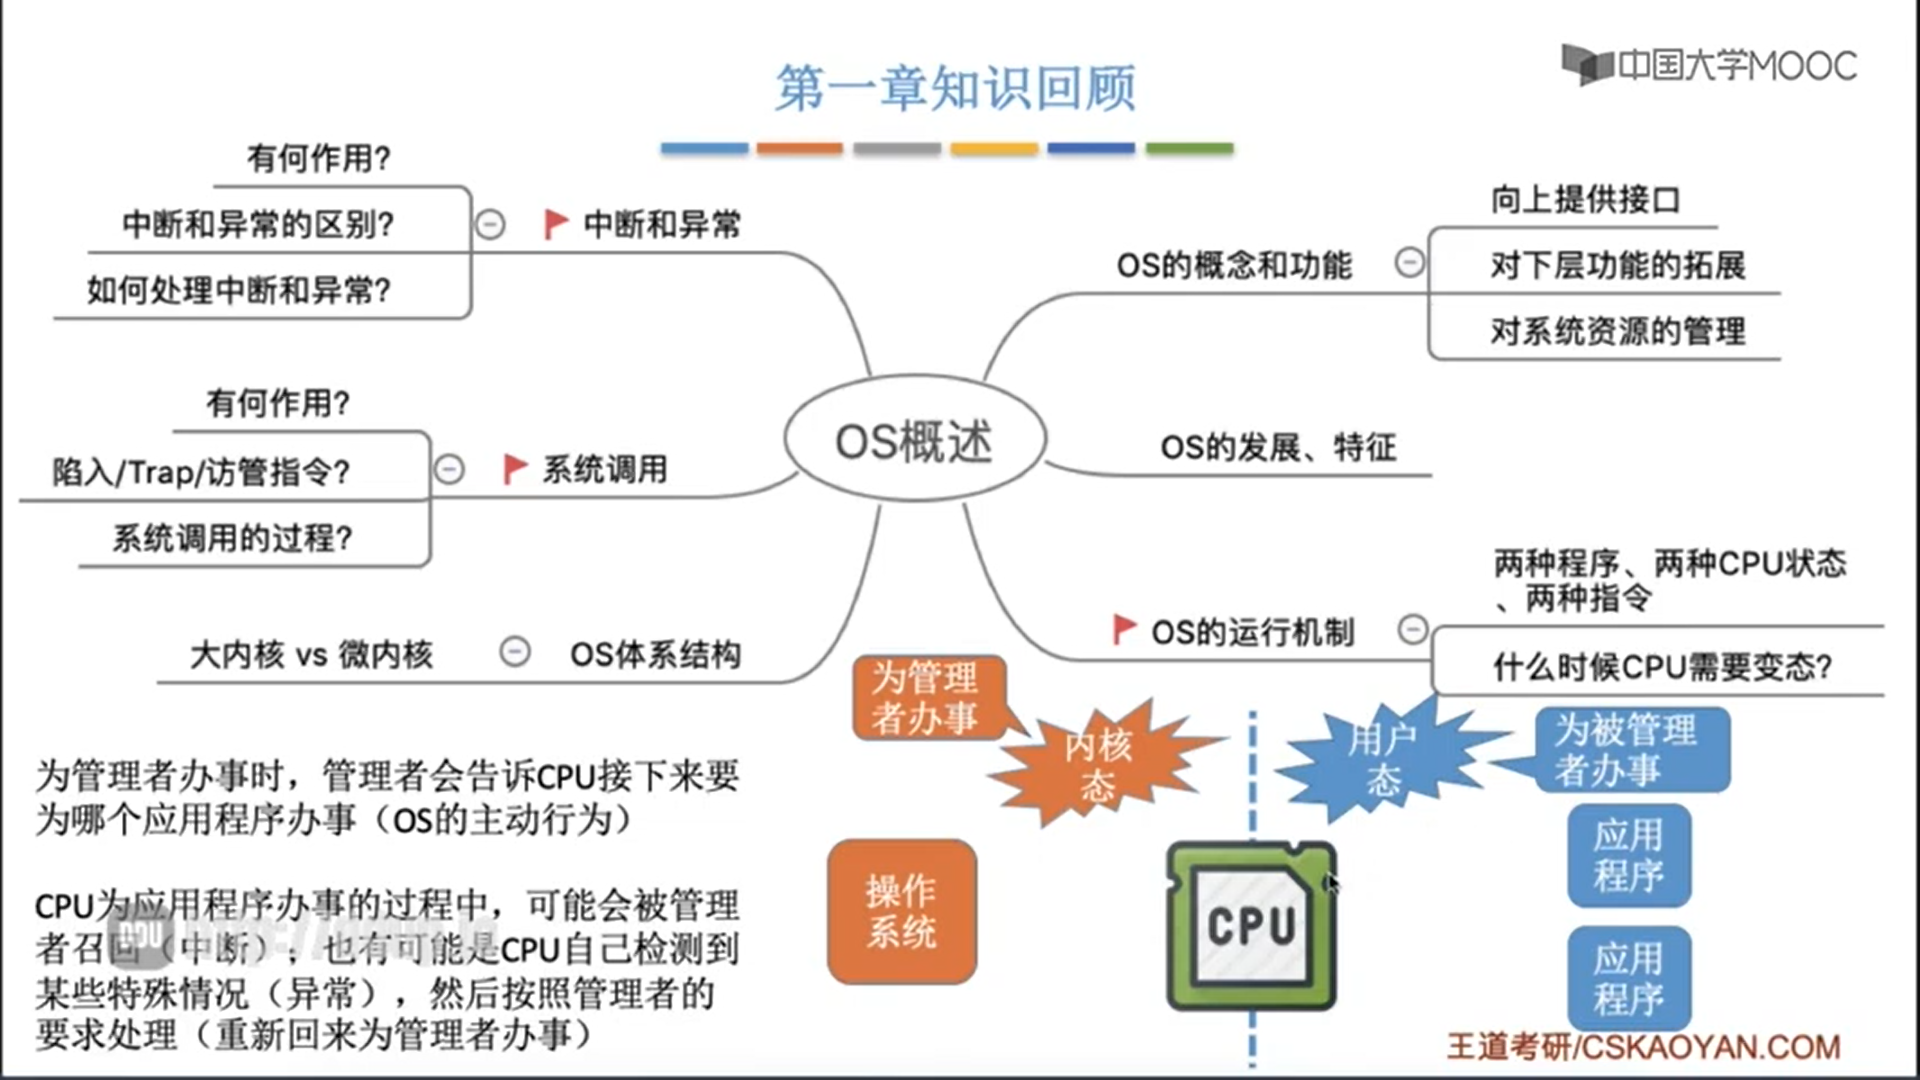 中国大学MOOC
第一章知识回顾
有何作用?
中断和异常的区别?
如何处理中断和异常?
中断和异常
有何作用?
陷入/Trap/访管指令?
系统调用的过程?
系统调用
大内核 vs 微内核
OS体系结构
OS概述
OS的概念和功能
向上提供接口
对下层功能的拓展
对系统资源的管理
OS的发展、特征
OS的运行机制
两种程序、两种CPU状态
、两种指令
什么时候CPU需要变态?
为管理者办事时，管理者会告诉CPU接下来要
为哪个应用程序办事（OS的主动行为）
CPU为应用程序办事的过程中，可能会被管理
者召回（中断）；也有可能是CPU自己检测到
某些特殊情况（异常），然后按照管理者的
要求处理（重新回来为管理者办事）
为管理
者办事
内核
态
用户
态
为被管理
者办事
操作
系统
CPU
应用
程序
应用
程序
王道考研/CSKAOYAN.COM